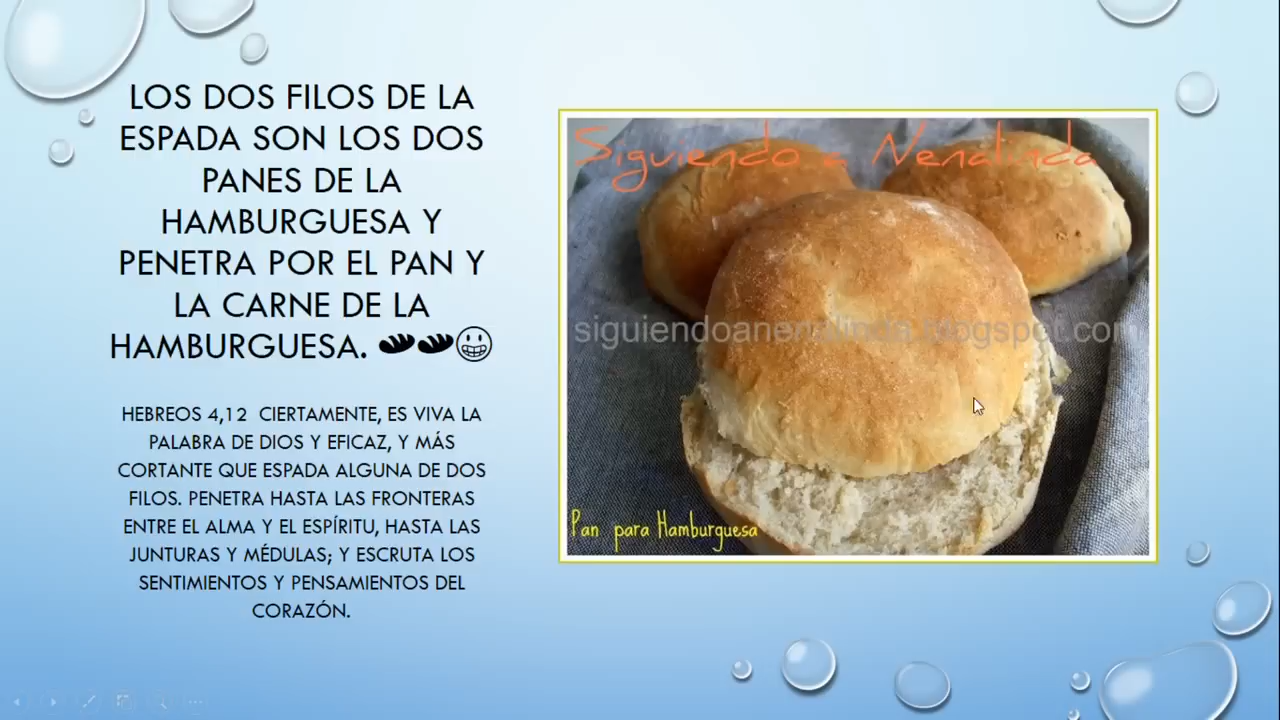 LOS DOS FILOS DE LA
ESPADA SON LOS DOS
PANES DE LA
HAMBURGUESA Y
PENETRA POR EL PAN Y
LA CARNE DE LA
HAMBURGUESA. 🥖🥖😀
HEBREOS 4,12 CIERTAMENTE, ES VIVA LA
PALABRA DE DIOS Y EFICAZ, Y MÁS
CORTANTE QUE ESPADA ALGUNA DE DOS
FILOS. PENETRA HASTA LAS FRONTERAS
ENTRE EL ALMA Y EL ESPÍRITU, HASTA LAS
JUNTURAS Y MÉDULAS; Y ESCRUTA LOS
SENTIMIENTOS Y PENSAMIENTOS DEL
CORAZÓN.
Siguiendo a Nenalinda
siguiendoanenalinda.blogspot.com
Pan para Hamburguesa